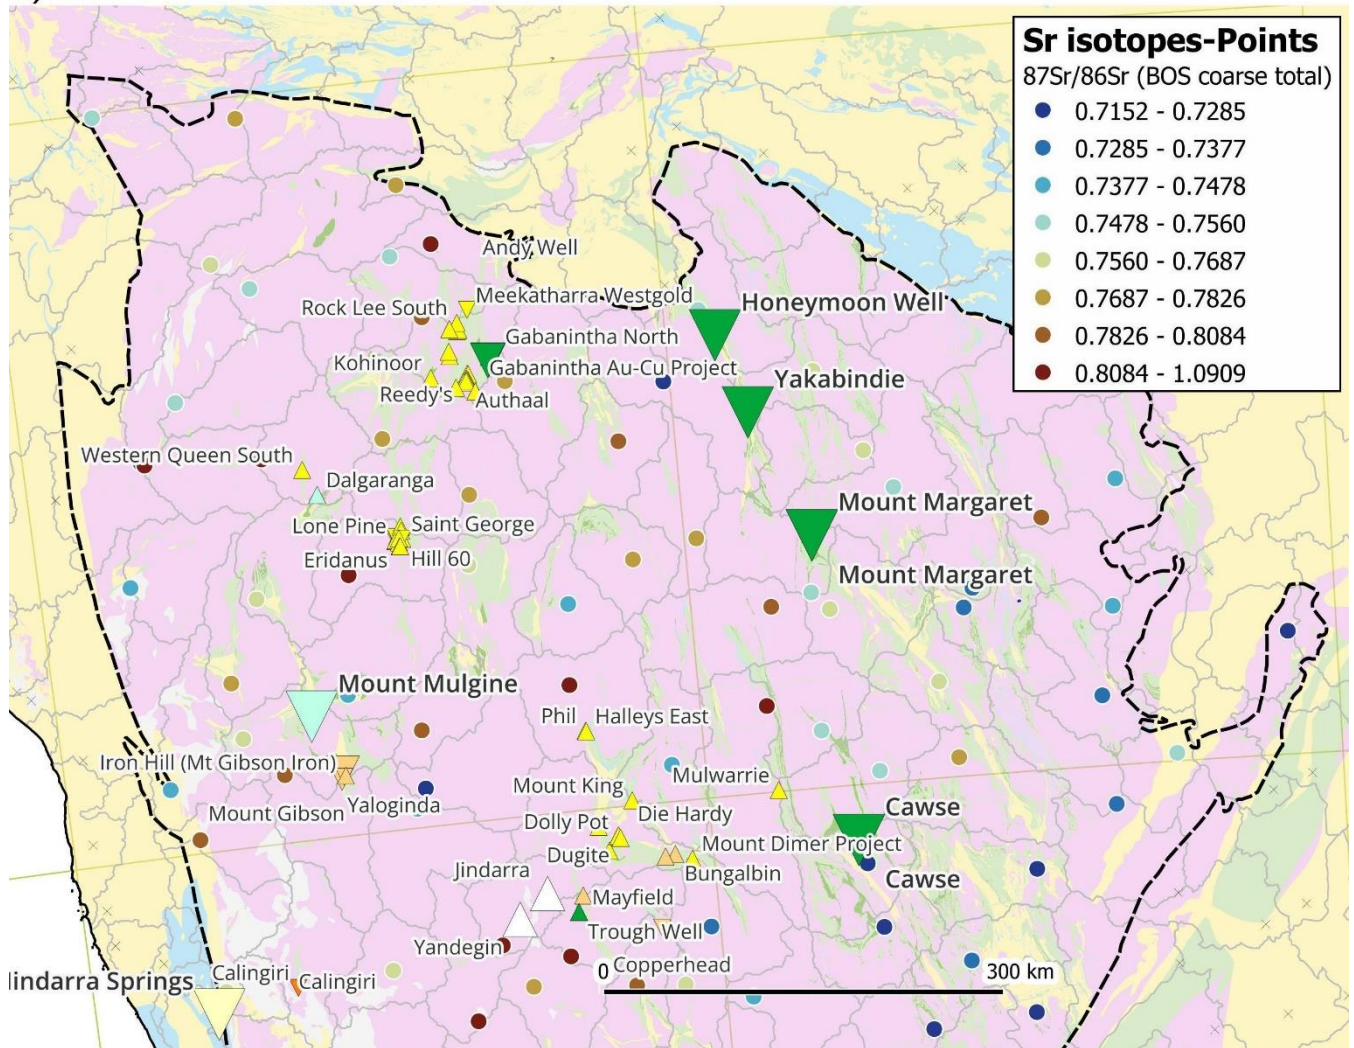 )
Sr isotopes-Points
87Sr/86Sr (BOS coarse total)
0.7152 - 0.7285
0.7285 - 0.7377
0.7377 - 0.7478
0.7478 - 0.7560
0.7560 - 0.7687
0.7687 - 0.7826
0.7826 - 0.8084
0.8084 - 1.0909
Andy Well
Meekatharra Westgold
Rock Lee South
Honeymoon Well
Gabanintha North
Kohinoor
Gabanintha Au-Cu Project
Yakabindie
Reedy's
Authaal
Western Queen South
Dalgaranga
Mount Margaret
Lone Pine
Saint George
Eridanus
Hill 60
Mount Margaret
Mount Mulgine
Phil
Halleys East
Iron Hill (Mt Gibson Iron)
Mulwarrie
Mount King
Mount Gibson
Yaloginda
Die Hardy
Cawse
Dolly Pot
Mount Dimer Project
Dugite
Bungalbin
Cawse
Jindarra
Mayfield
Trough Well
Yandegin
Copperhead
0
300 km
Calingiri
Calingiri
lindarra Springs